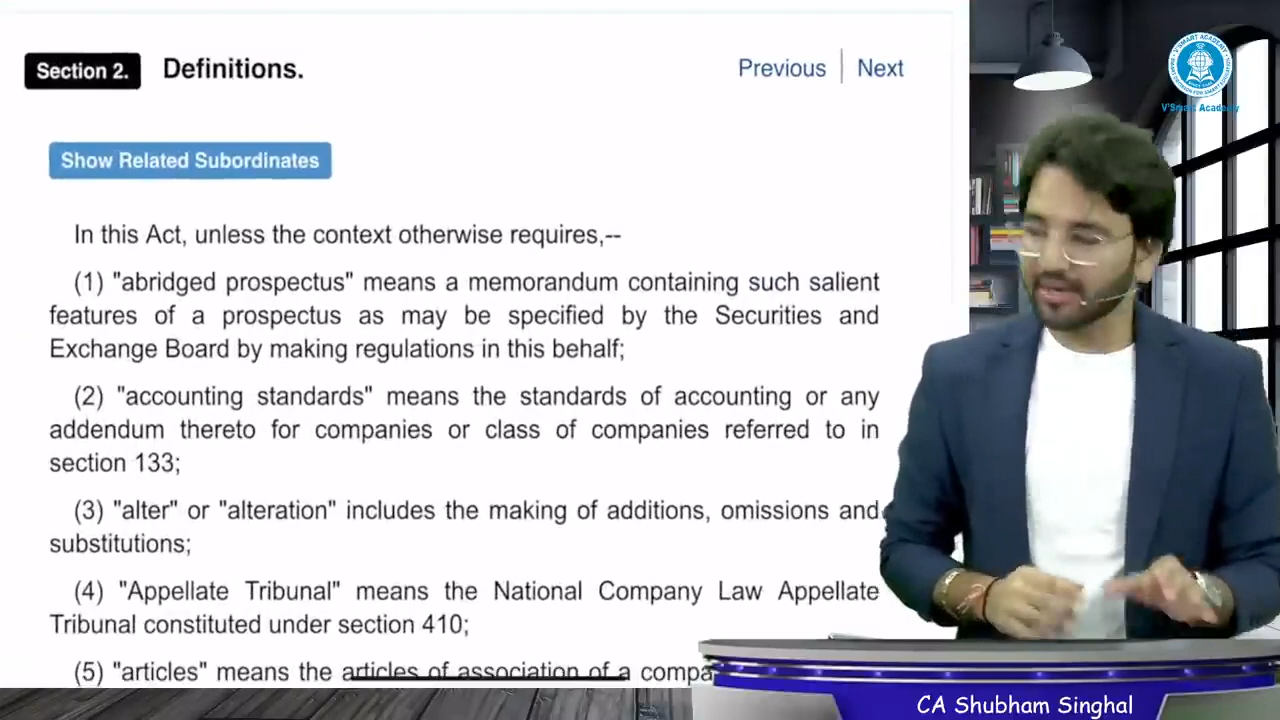 Section 2.
Definitions.
Previous
Next
Show Related Subordinates
In this Act, unless the context otherwise requires,--
(1) "abridged prospectus" means a memorandum containing such salient
features of a prospectus as may be specified by the Securities and
Exchange Board by making regulations in this behalf;
(2) "accounting standards" means the standards of accounting or any
addendum thereto for companies or class of companies referred to in
section 133;
(3) "alter" or "alteration" includes the making of additions, omissions and
substitutions;
(4) "Appellate Tribunal" means the National Company Law Appellate
Tribunal constituted under section 410;
(5) "articles" means the articles of association of a compa
V'SMART ACADEMY
V'Smart Academy
CA Shubham Singhal